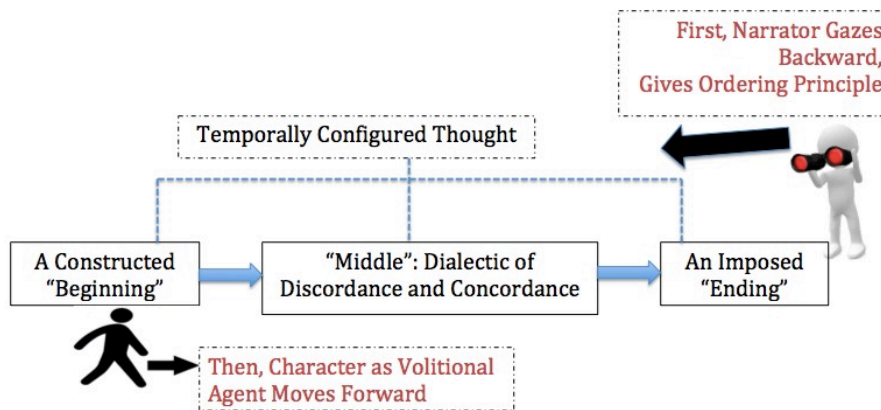 First, Narrator Gazes
Backward,
Gives Ordering Principle
Temporally Configured Thought
A Constructed
“Beginning”
“Middle”: Dialectic of
Discordance and Concordance
An Imposed
“Ending”
Then, Character as Volitional
Agent Moves Forward